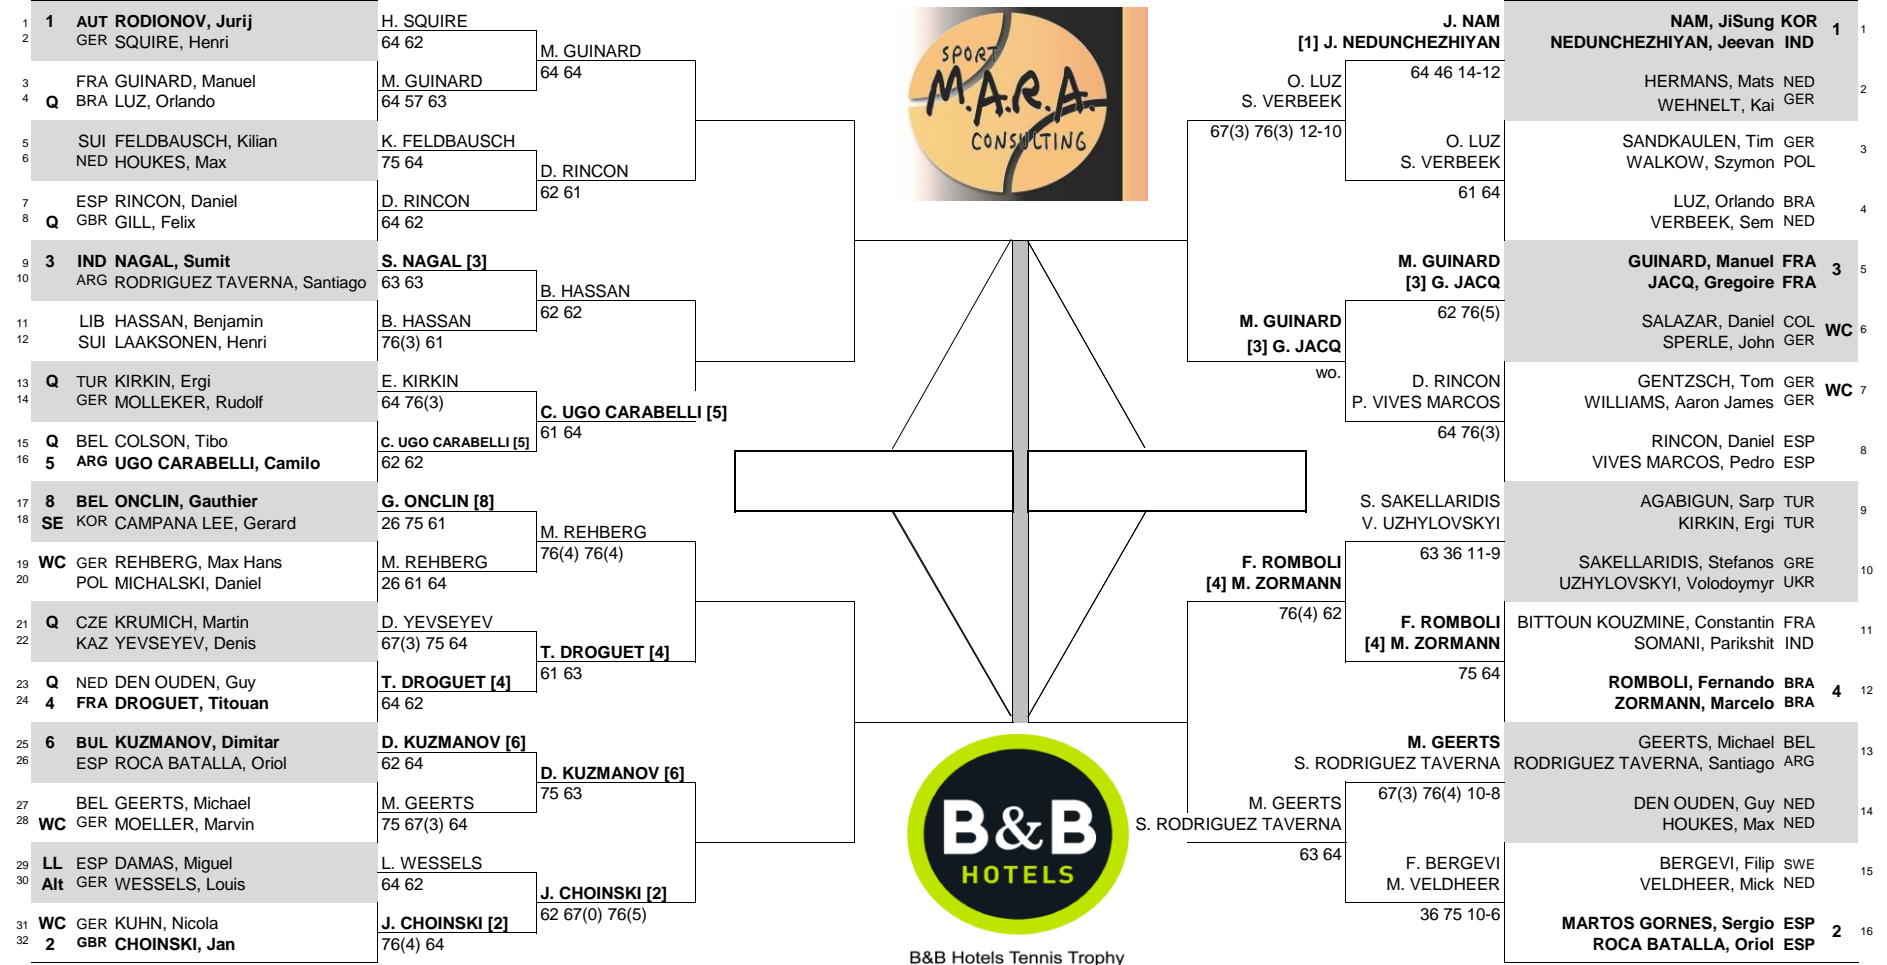 1 1 AUT RODIONOV, Jurij
2 GER SQUIRE, Henri
3 FRA GUINARD, Manuel
4 Q BRA LUZ, Orlando
5 SUI FELDBAUSCH, Kilian
6 NED HOUKES, Max
7 ESP RINCON, Daniel
8 Q GBR GILL, Felix
9 3 IND NAGAL, Sumit
10 ARG RODRIGUEZ TAVERNA, Santiago
11 LIB HASSAN, Benjamin
12 SUI LAAKSONEN, Henri
13 Q TUR KIRKIN, Ergi
14 GER MOLLEKER, Rudolf
15 Q BEL COLSON, Tibo
16 5 ARG UGO CARABELLI, Camilo
17 8 BEL ONCLIN, Gauthier
18 SE KOR CAMPANA LEE, Gerard
19 WC GER REHBERG, Max Hans
20 POL MICHALSKI, Daniel
21 Q CZE KRUMICH, Martin
22 KAZ YEVSEYEV, Denis
23 Q NED DEN OUDEN, Guy
24 4 FRA DROGUET, Titouan
25 6 BUL KUZMANOV, Dimitar
26 ESP ROCA BATALLA, Oriol
27 BEL GEERTS, Michael
28 WC GER MOELLER, Marvin
29 LL ESP DAMAS, Miguel
30 Alt GER WESSELS, Louis
31 WC GER KUHN, Nicola
32 2 GBR CHOINSKI, Jan
H. SQUIRE
64 62
M. GUINARD
64 57 63
K. FELDBAUSCH
75 64
D. RINCON
64 62
S. NAGAL [3]
63 63
B. HASSAN
76(3) 61
E. KIRKIN
64 76(3)
C. UGO CARABELLI [5]
62 62
G. ONCLIN [8]
26 75 61
M. REHBERG
26 61 64
D. YEVSEYEV
67(3) 75 64
T. DROGUET [4]
64 62
D. KUZMANOV [6]
62 64
M. GEERTS
75 67(3) 64
L. WESSELS
64 62
J. CHOINSKI [2]
76(4) 64
M. GUINARD
64 64
D. RINCON
62 61
B. HASSAN
62 62
C. UGO CARABELLI [5]
61 64
M. REHBERG
76(4) 76(4)
T. DROGUET [4]
61 63
D. KUZMANOV [6]
75 63
J. CHOINSKI [2]
62 67(0) 76(5)
SPORT
M.A.R.A.
CONSULTING
B&B
HOTELS
B&B Hotels Tennis Trophy
O. LUZ
S. VERBEEK
67(3) 76(3) 12-10
M. GUINARD
[3] G. JACQ
wo.
F. ROMBOLI
[4] M. ZORMANN
76(4) 62
M. GEERTS
S. RODRIGUEZ TAVERNA
63 64
J. NAM
[1] J. NEDUNCHEZHIYAN
64 46 14-12
O. LUZ
S. VERBEEK
61 64
M. GUINARD
[3] G. JACQ
62 76(5)
D. RINCON
P. VIVES MARCOS
64 76(3)
S. SAKELLARIDIS
V. UZHYLOVSKYI
63 36 11-9
F. ROMBOLI
[4] M. ZORMANN
75 64
M. GEERTS
S. RODRIGUEZ TAVERNA
67(3) 76(4) 10-8
F. BERGEVI
M. VELDHEER
36 75 10-6
NAM, JiSung KOR
NEDUNCHEZHIYAN, Jeevan IND 1 1
HERMANS, Mats NED
WEHNELT, Kai GER 2
SANDKAULEN, Tim GER
WALKOW, Szymon POL 3
LUZ, Orlando BRA
VERBEEK, Sem NED 4
GUINARD, Manuel FRA
JACQ, Gregoire FRA 3 5
SALAZAR, Daniel COL
SPERLE, John GER WC 6
GENTZSCH, Tom GER
WILLIAMS, Aaron James GER WC 7
RINCON, Daniel ESP
VIVES MARCOS, Pedro ESP 8
AGABIGUN, Sarp TUR
KIRKIN, Ergi TUR 9
SAKELLARIDIS, Stefanos GRE
UZHYLOVSKYI, Volodoymyr UKR 10
BITTOUN KOUZMINE, Constantin FRA
SOMANI, Parikshit IND 11
ROMBOLI, Fernando BRA
ZORMANN, Marcelo BRA 4 12
GEERTS, Michael BEL
RODRIGUEZ TAVERNA, Santiago ARG 13
DEN OUDEN, Guy NED
HOUKES, Max NED 14
BERGEVI, Filip SWE
VELDHEER, Mick NED 15
MARTOS GORNES, Sergio ESP
ROCA BATALLA, Oriol ESP 2 16